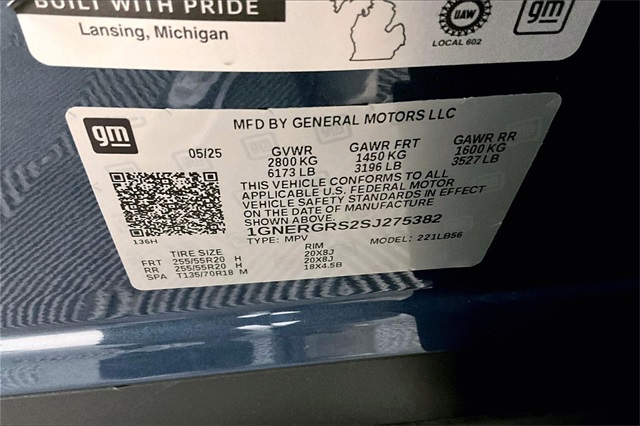 BUILT WITH PRIDE
Lansing, Michigan
UAW
LOCAL 602
gm
gm
MFD BY GENERAL MOTORS LLC
05/25
GVWR GAWR FRT GAWR RR
2800 KG 1450 KG 1600 KG
6173 LB 3196 LB 3527 LB
THIS VEHICLE CONFORMS TO ALL
APPLICABLE U.S. FEDERAL MOTOR
VEHICLE SAFETY STANDARDS IN EFFECT
ON THE DATE OF MANUFACTURE
SHOWN ABOVE.
1GNERGRS2SJ275382
136H
TYPE: MPV MODEL: 221LB56
TIRE SIZE RIM
FRT 255/55R20 H 20X8J
RR 255/55R20 H 20X8J
SPA T135/70R18 M 18X4.5B